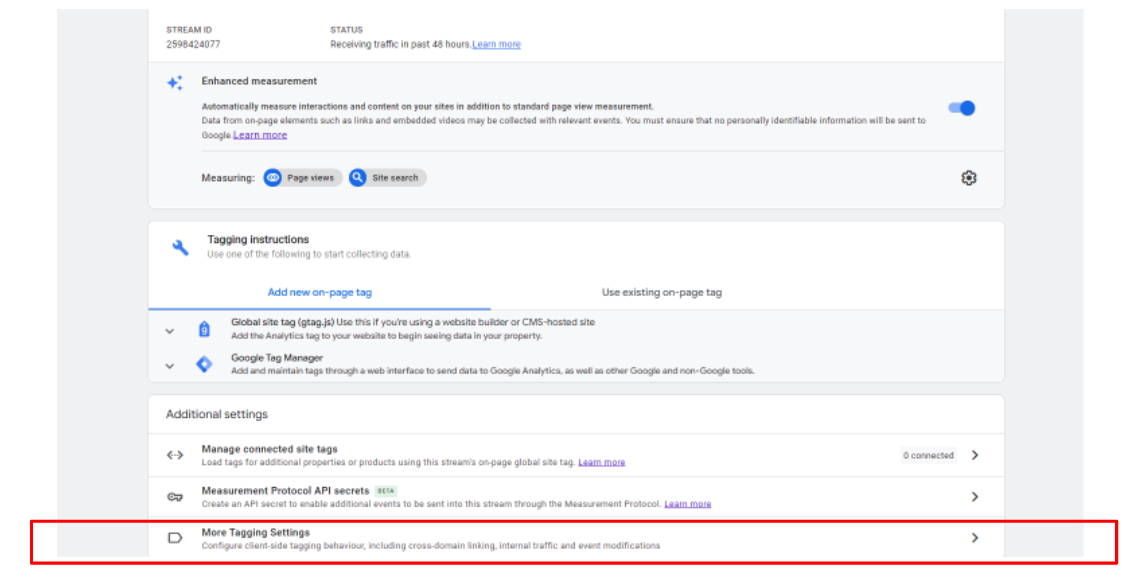 STREAM ID
STATUS
2598424077
Receiving traffic in past 48 hours.Learn more
Enhanced measurement
Automatically measure interactions and content on your sites in addition to standard page view measurement.
Data from on-page elements such as links and embedded videos may be collected with relevant events. You must ensure that no personally identifiable information will be sent to
Google.Learn more
Measuring: Page views Site search
Tagging instructions
Use one of the following to start collecting data.
Add new on-page tag
Use existing on-page tag
Global site tag (gtag.js) Use this if you're using a website builder or CMS-hosted site
Add the Analytics tag to your website to begin seeing data in your property.
Google Tag Manager
Add and maintain tags through a web interface to send data to Google Analytics, as well as other Google and non-Google tools.
Additional settings
Manage connected site tags
Load tags for additional properties or products using this stream's on-page global site tag. Learn more
0 connected
Measurement Protocol API secrets BETA
Create an API secret to enable additional events to be sent into this stream through the Measurement Protocol. Learn more
More Tagging Settings
Configure client-side tagging behaviour, including cross-domain linking, internal traffic and event modifications